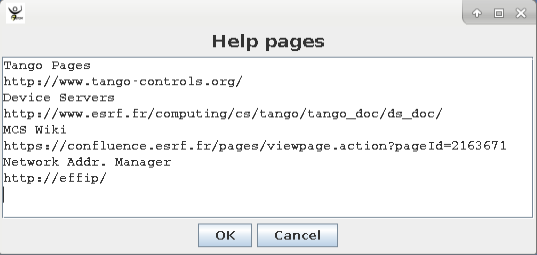 Help pages
Tango Pages
http://www.tango-controls.org/
Device Servers
http://www.esrf.fr/computing/cs/tango/tango_doc/ds_doc/
MCS Wiki
https://confluence.esrf.fr/pages/viewpage.action?pageId=2163671
Network Addr. Manager
http://effip/
OK Cancel